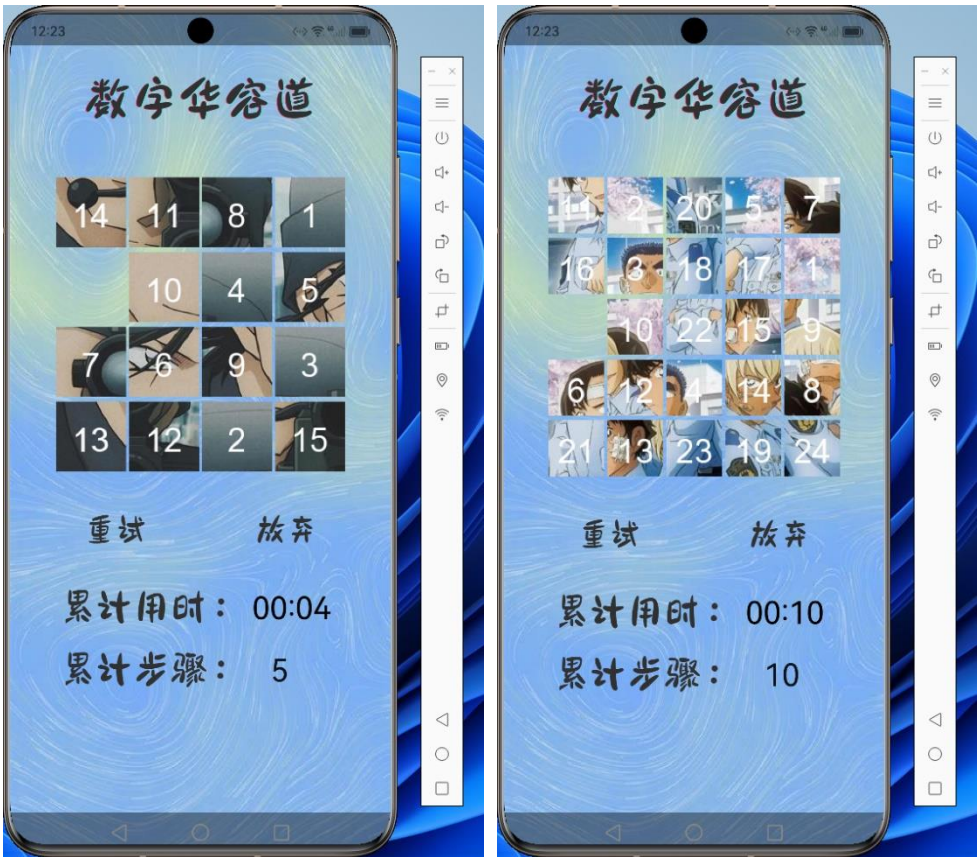 12:23
数字华容道
14 11 8 1
10 4 5
7 6 9 3
13 12 2 15
重试 放弃
累计用时： 00:04
累计步骤： 5
12:23
数字华容道
11 2 20 5 7
16 3 18 17 1
10 22 15 9
6 12 4 14 8
21 13 23 19 24
重试 放弃
累计用时： 00:10
累计步骤： 10